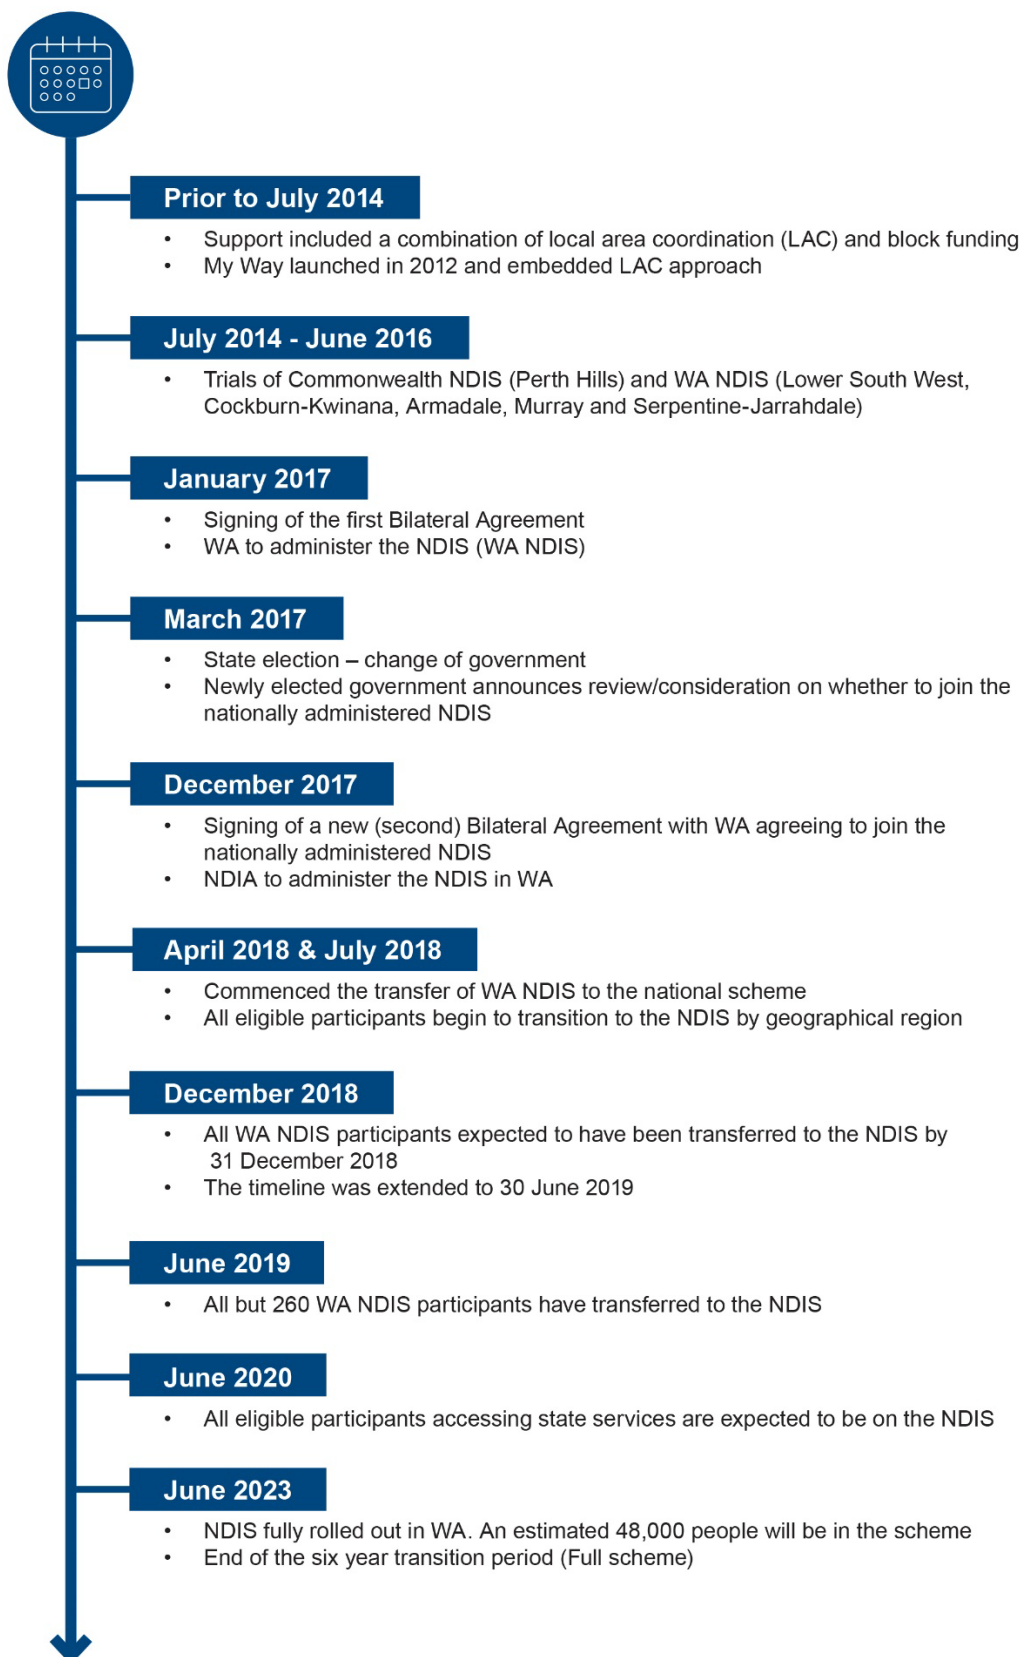 Prior to July 2014
• Support included a combination of local area coordination (LAC) and block funding
• My Way launched in 2012 and embedded LAC approach
July 2014 - June 2016
• Trials of Commonwealth NDIS (Perth Hills) and WA NDIS (Lower South West,
Cockburn-Kwinana, Armadale, Murray and Serpentine-Jarrahdale)
January 2017
• Signing of the first Bilateral Agreement
• WA to administer the NDIS (WA NDIS)
March 2017
• State election – change of government
• Newly elected government announces review/consideration on whether to join the
nationally administered NDIS
December 2017
• Signing of a new (second) Bilateral Agreement with WA agreeing to join the
nationally administered NDIS
• NDIA to administer the NDIS in WA
April 2018 & July 2018
• Commenced the transfer of WA NDIS to the national scheme
• All eligible participants begin to transition to the NDIS by geographical region
December 2018
• All WA NDIS participants expected to have been transferred to the NDIS by
31 December 2018
• The timeline was extended to 30 June 2019
June 2019
• All but 260 WA NDIS participants have transferred to the NDIS
June 2020
• All eligible participants accessing state services are expected to be on the NDIS
June 2023
• NDIS fully rolled out in WA. An estimated 48,000 people will be in the scheme
• End of the six year transition period (Full scheme)